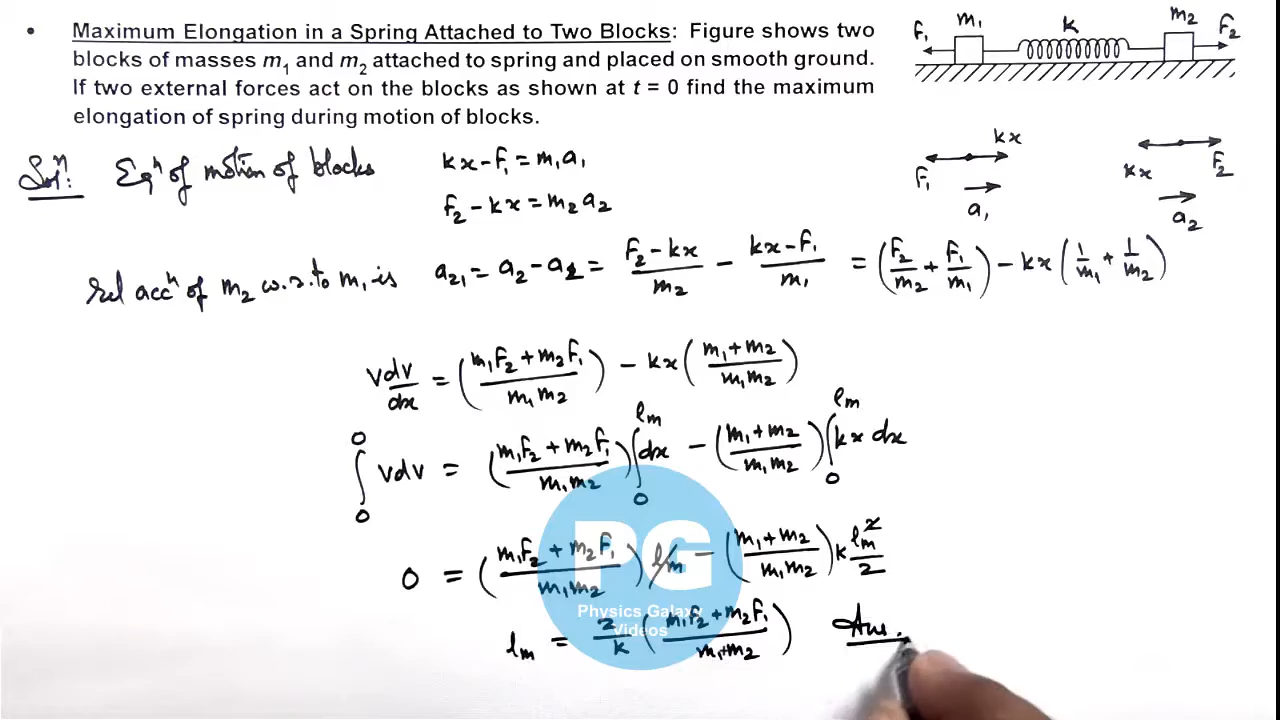 • Maximum Elongation in a Spring Attached to Two Blocks: Figure shows two
blocks of masses m₁ and m₂ attached to spring and placed on smooth ground.
If two external forces act on the blocks as shown at t = 0 find the maximum
elongation of spring during motion of blocks.
F₁ m₁ k m₂ F₂
Solⁿ: Eqⁿ of motion of blocks kx - F₁ = m₁a₁
F₂ - kx = m₂a₂
F₁ kx a₁
kx F₂ a₂
rel accⁿ of m₂ w.r.to m₁ is a₂₁ = a₂ - a₁ = (F₂ - kx)/m₂ - (kx - F₁)/m₁ = (F₂/m₂ + F₁/m₁) - kx(1/m₁ + 1/m₂)
v dv/dx = ((m₁F₂ + m₂F₁)/(m₁m₂)) - kx((m₁ + m₂)/(m₁m₂))
∫₀⁰ vdv = ((m₁F₂ + m₂F₁)/(m₁m₂)) ∫₀^lm dx - ((m₁ + m₂)/(m₁m₂)) ∫₀^lm kx dx
0 = ((m₁F₂ + m₂F₁)/(m₁m₂)) lm - ((m₁ + m₂)/(m₁m₂)) k lm²/2
lm = 2/k ((m₁F₂ + m₂F₁)/(m₁+m₂)) Ans.
PG
Physics Galaxy
Videos